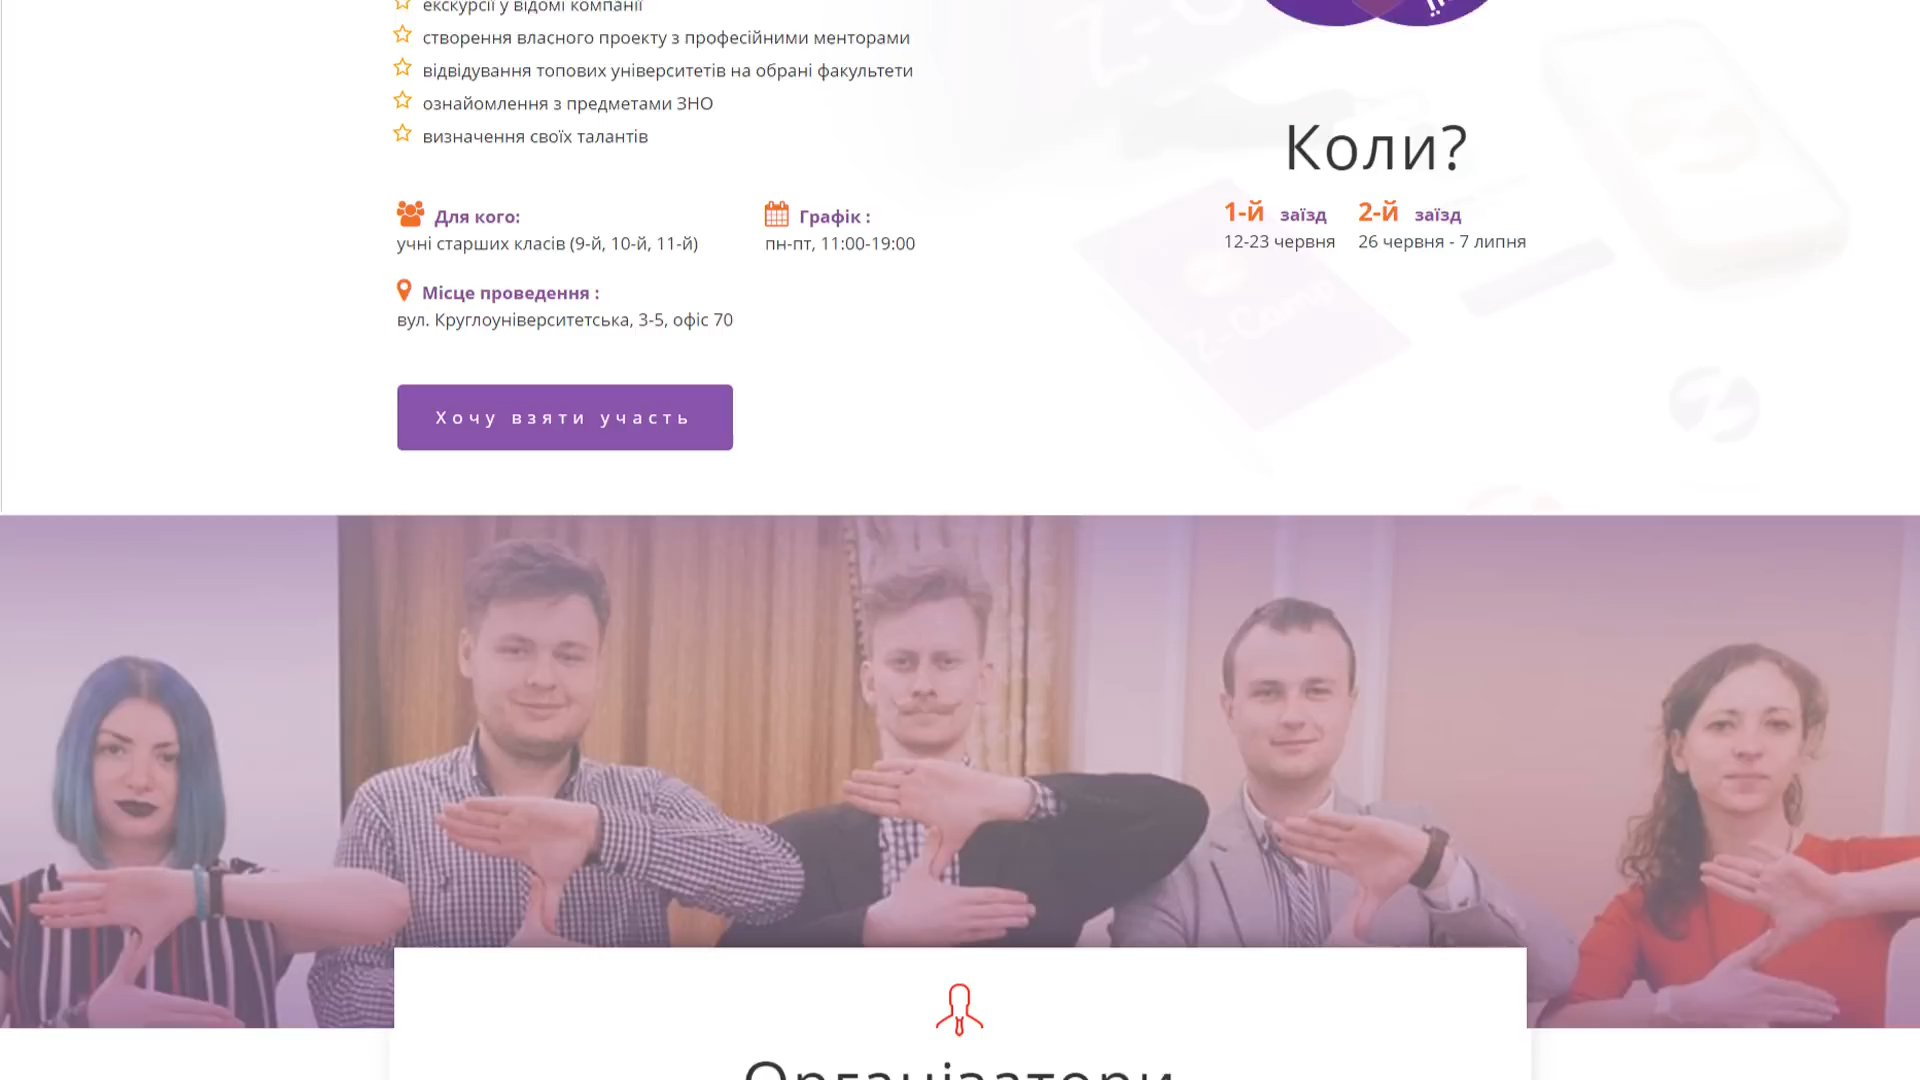 екскурсії у відомі компанії
створення власного проекту з професійними менторами
відвідування топових університетів на обрані факультети
ознайомлення з предметами ЗНО
визначення своїх талантів
Для кого:
учні старших класів (9-й, 10-й, 11-й)
Графік :
пн-пт, 11:00-19:00
Місце проведення :
вул. Круглоуніверситетська, 3-5, офіс 70
Хочу взяти участь
Коли?
1-й заїзд
12-23 червня
2-й заїзд
26 червня - 7 липня
Z-Camp
Організатори